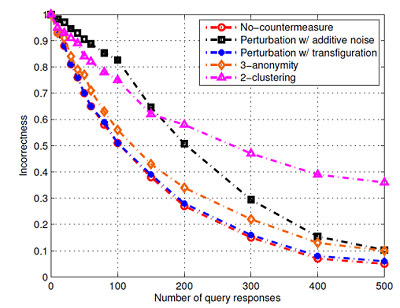 1
0.9
0.8
0.7
0.6
0.5
0.4
0.3
0.2
0.1
0
Incorrectness
No−countermeasure
Perturbation w/ additive noise
Perturbation w/ transfiguration
3−anonymity
2−clustering
0 100 200 300 400 500
Number of query responses